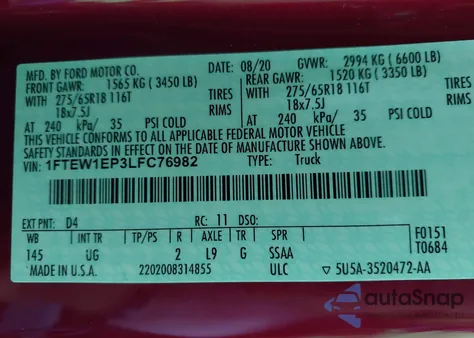 MFD. BY FORD MOTOR CO. 08/20 GVWR: 2994 KG (6600 LB)
FRONT GAWR: 1565 KG (3450 LB) REAR GAWR: 1520 KG (3350 LB)
WITH 275/65R18 116T TIRES WITH 275/65R18 116T TIRES
18x7.5J RIMS 18x7.5J RIMS
AT 240 kPa/ 35 PSI COLD AT 240 kPa/ 35 PSI COLD
THIS VEHICLE CONFORMS TO ALL APPLICABLE FEDERAL MOTOR VEHICLE
SAFETY STANDARDS IN EFFECT ON THE DATE OF MANUFACTURE SHOWN ABOVE.
VIN: 1FTEW1EP3LFC76982 TYPE: Truck
EXT PNT: D4 RC: 11 DSO: F0151
WB INT TR TP/PS R AXLE TR SPR T0684
145 UG 2 L9 G SSAA
MADE IN U.S.A. 2202008314855 ULC ▽ 5U5A-3520472-AA
autoSnap